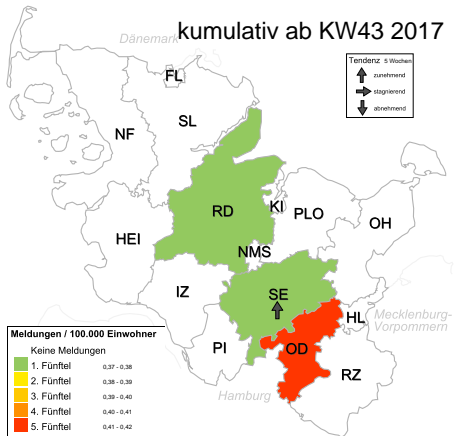 kumulativ ab KW43 2017
Dänemark
Tendenz 5 Wochen
zunehmend
stagnierend
abnehmend
FL
SL
NF
RD
KI
PLO
OH
HEI
NMS
IZ
SE
HL
Mecklenburg-
Vorpommern
PI
OD
RZ
Hamburg
Meldungen / 100.000 Einwohner
Keine Meldungen
1. Fünftel 0,37 - 0,38
2. Fünftel 0,38 - 0,39
3. Fünftel 0,39 - 0,40
4. Fünftel 0,40 - 0,41
5. Fünftel 0,41 - 0,42